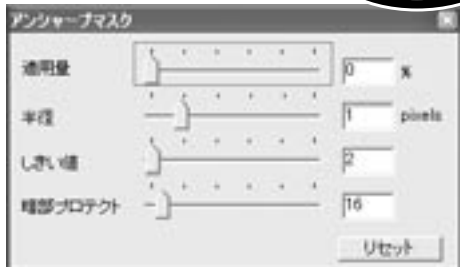 アンシャープマスク
適用量 0 %
半径 1 pixels
しきい値 2
暗部プロテクト 16
リセット